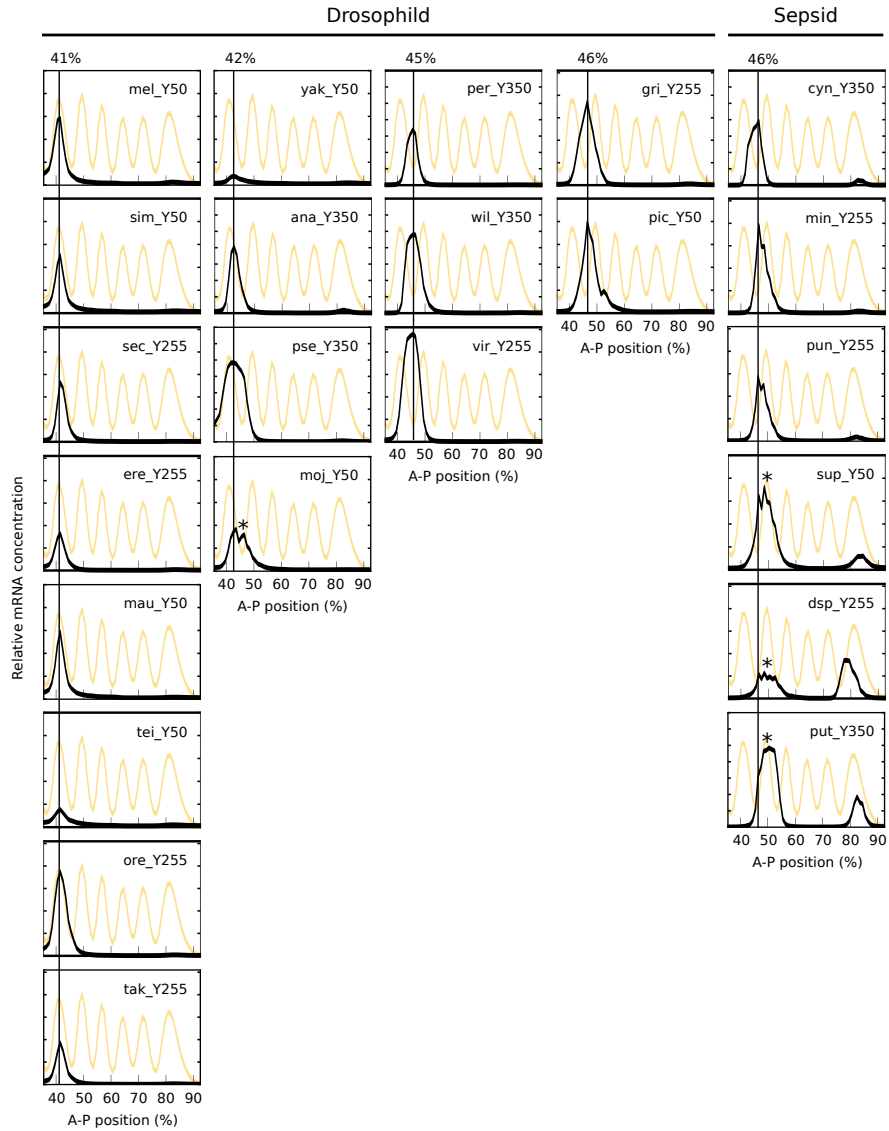 Drosophild Sepsid
41% 42% 45% 46% 46%
mel_Y50 yak_Y50 per_Y350 gri_Y255 cyn_Y350
sim_Y50 ana_Y350 wil_Y350 pic_Y50 min_Y255
40 50 60 70 80 90
A-P position (%)
sec_Y255 pse_Y350 vir_Y255 pun_Y255
40 50 60 70 80 90
A-P position (%)
ere_Y255 moj_Y50 * sup_Y50 *
40 50 60 70 80 90
A-P position (%)
Relative mRNA concentration
mau_Y50 dsp_Y255 *
tei_Y50 put_Y350 *
40 50 60 70 80 90
A-P position (%)
ore_Y255
tak_Y255
40 50 60 70 80 90
A-P position (%)